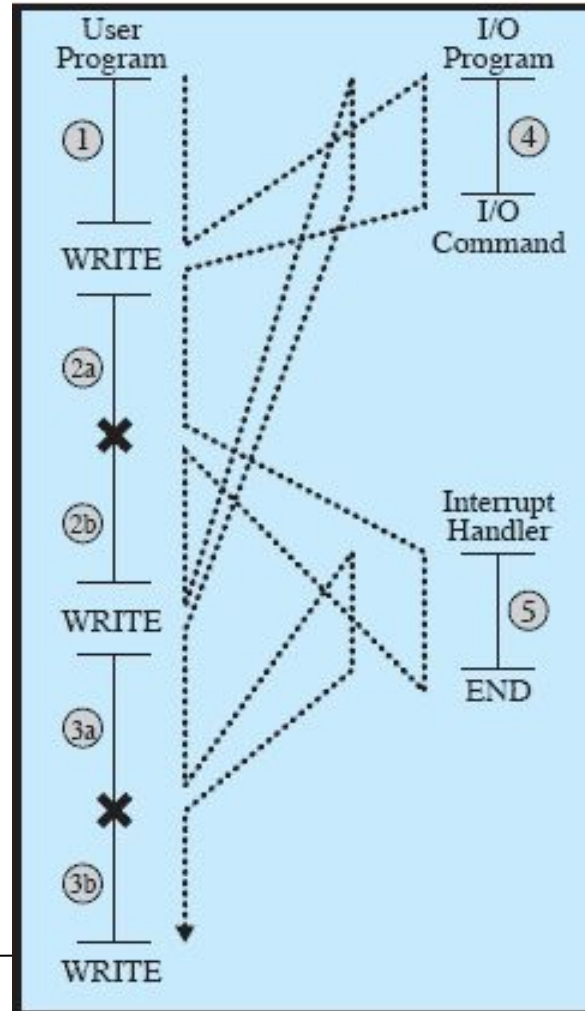 User
Program
I/O
Program
1
4
I/O
Command
WRITE
2a
2b
Interrupt
Handler
5
WRITE
END
3a
3b
WRITE